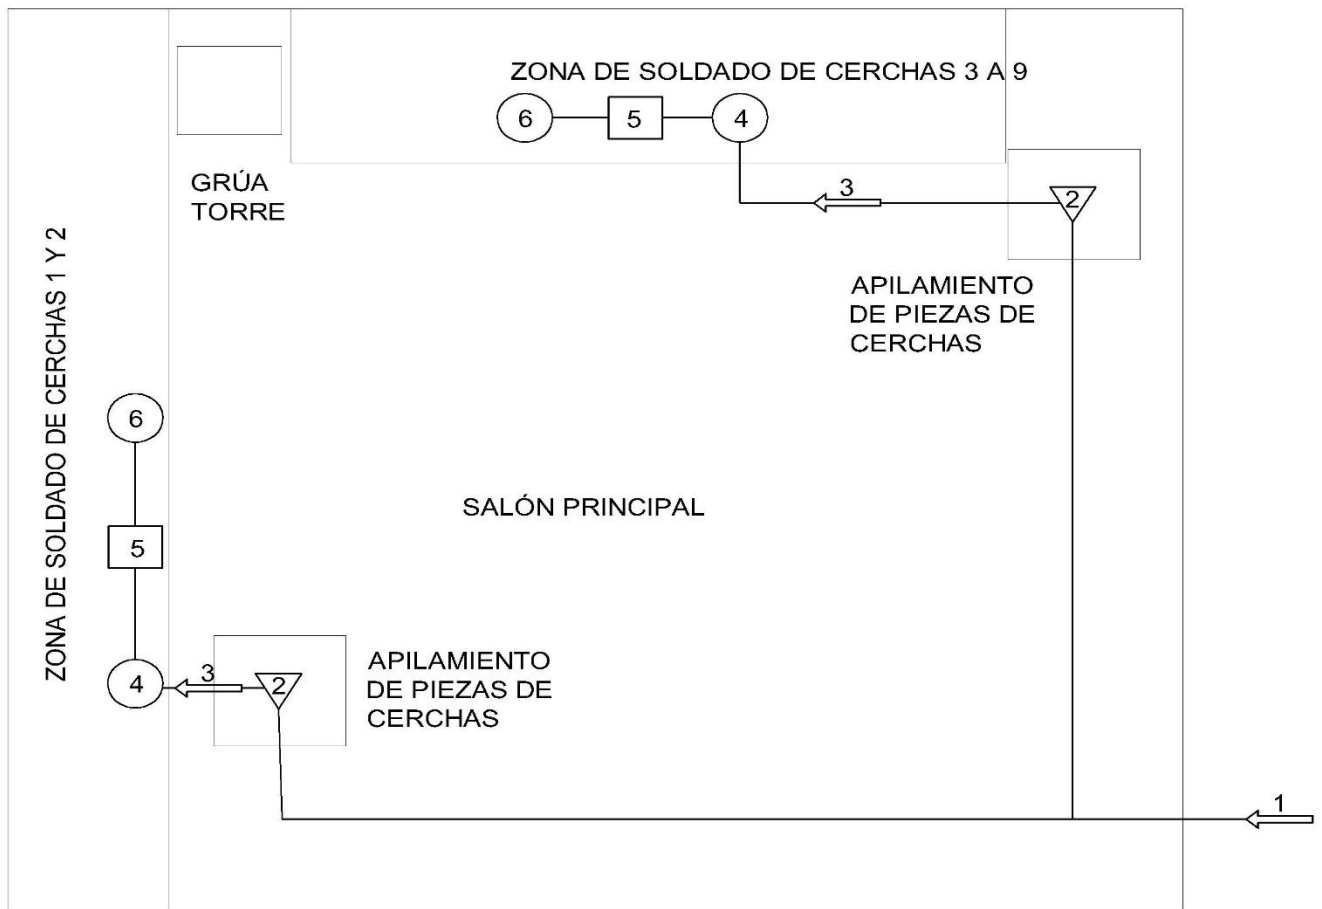 ZONA DE SOLDADO DE CERCHAS 3 A 9
6
5
4
GRÚA
TORRE
3
2
APILAMIENTO
DE PIEZAS DE
CERCHAS
ZONA DE SOLDADO DE CERCHAS 1 Y 2
6
5
4
SALÓN PRINCIPAL
3
2
APILAMIENTO
DE PIEZAS DE
CERCHAS
1